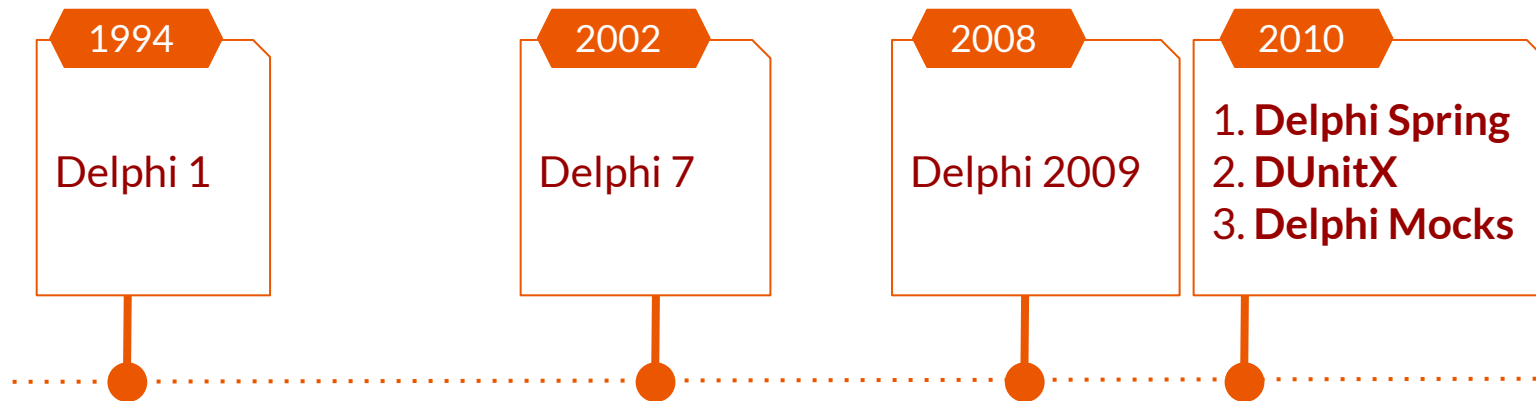 1994
Delphi 1
2002
Delphi 7
2008
Delphi 2009
2010
1. Delphi Spring
2. DUnitX
3. Delphi Mocks